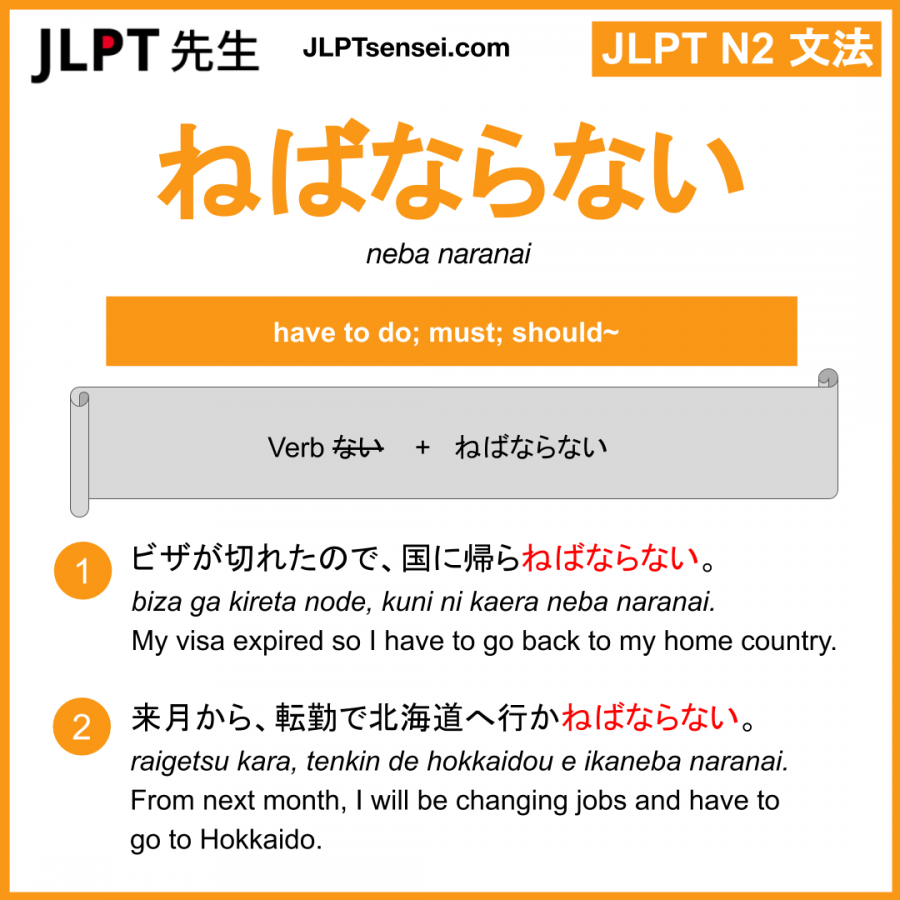 JLPT 先生
JLPTsensei.com
JLPT N2 文法
ねばならない
neba naranai
have to do; must; should~
Verb ない + ねばならない
1
ビザが切れたので、国に帰らねばならない。
biza ga kireta node, kuni ni kaera neba naranai.
My visa expired so I have to go back to my home country.
2
来月から、転勤で北海道へ行かねばならない。
raigetsu kara, tenkin de hokkaidou e ikaneba naranai.
From next month, I will be changing jobs and have to
go to Hokkaido.